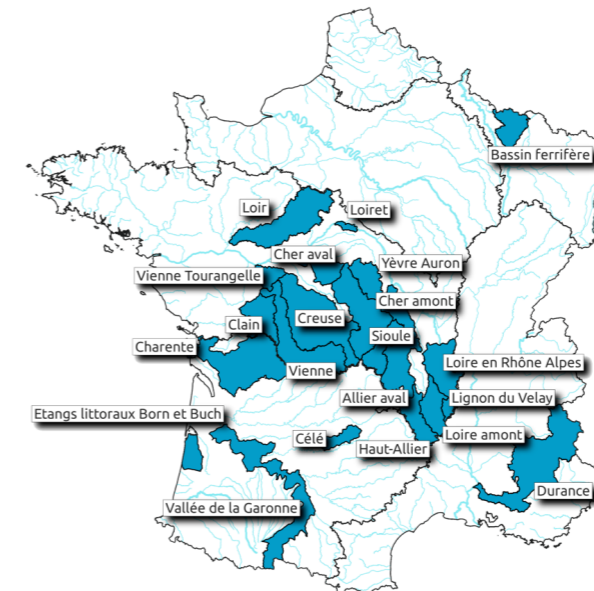 Bassin ferrifère
Loir
Loiret
Cher aval
Yèvre Auron
Vienne Tourangelle
Cher amont
Creuse
Clain
Sioule
Charente
Loire en Rhône Alpes
Vienne
Allier aval
Lignon du Velay
Etangs littoraux Born et Buch
Célé
Loire amont
Haut-Allier
Durance
Vallée de la Garonne